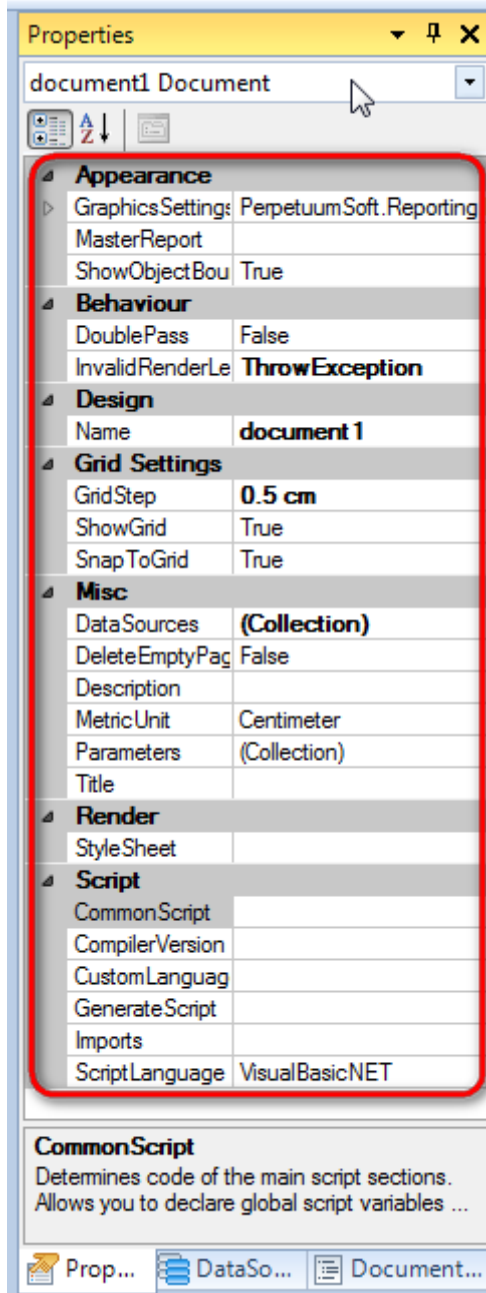 Properties
document1 Document
A
Z
Appearance
GraphicsSettings PerpetuumSoft.Reporting
MasterReport
ShowObjectBou True
Behaviour
DoublePass False
InvalidRenderLe ThrowException
Design
Name document1
Grid Settings
GridStep 0.5 cm
ShowGrid True
SnapToGrid True
Misc
DataSources (Collection)
DeleteEmptyPag False
Description
MetricUnit Centimeter
Parameters (Collection)
Title
Render
StyleSheet
Script
CommonScript
CompilerVersion
CustomLanguag
GenerateScript
Imports
ScriptLanguage VisualBasicNET
CommonScript
Determines code of the main script sections.
Allows you to declare global script variables ...
Prop... DataSo... Document...